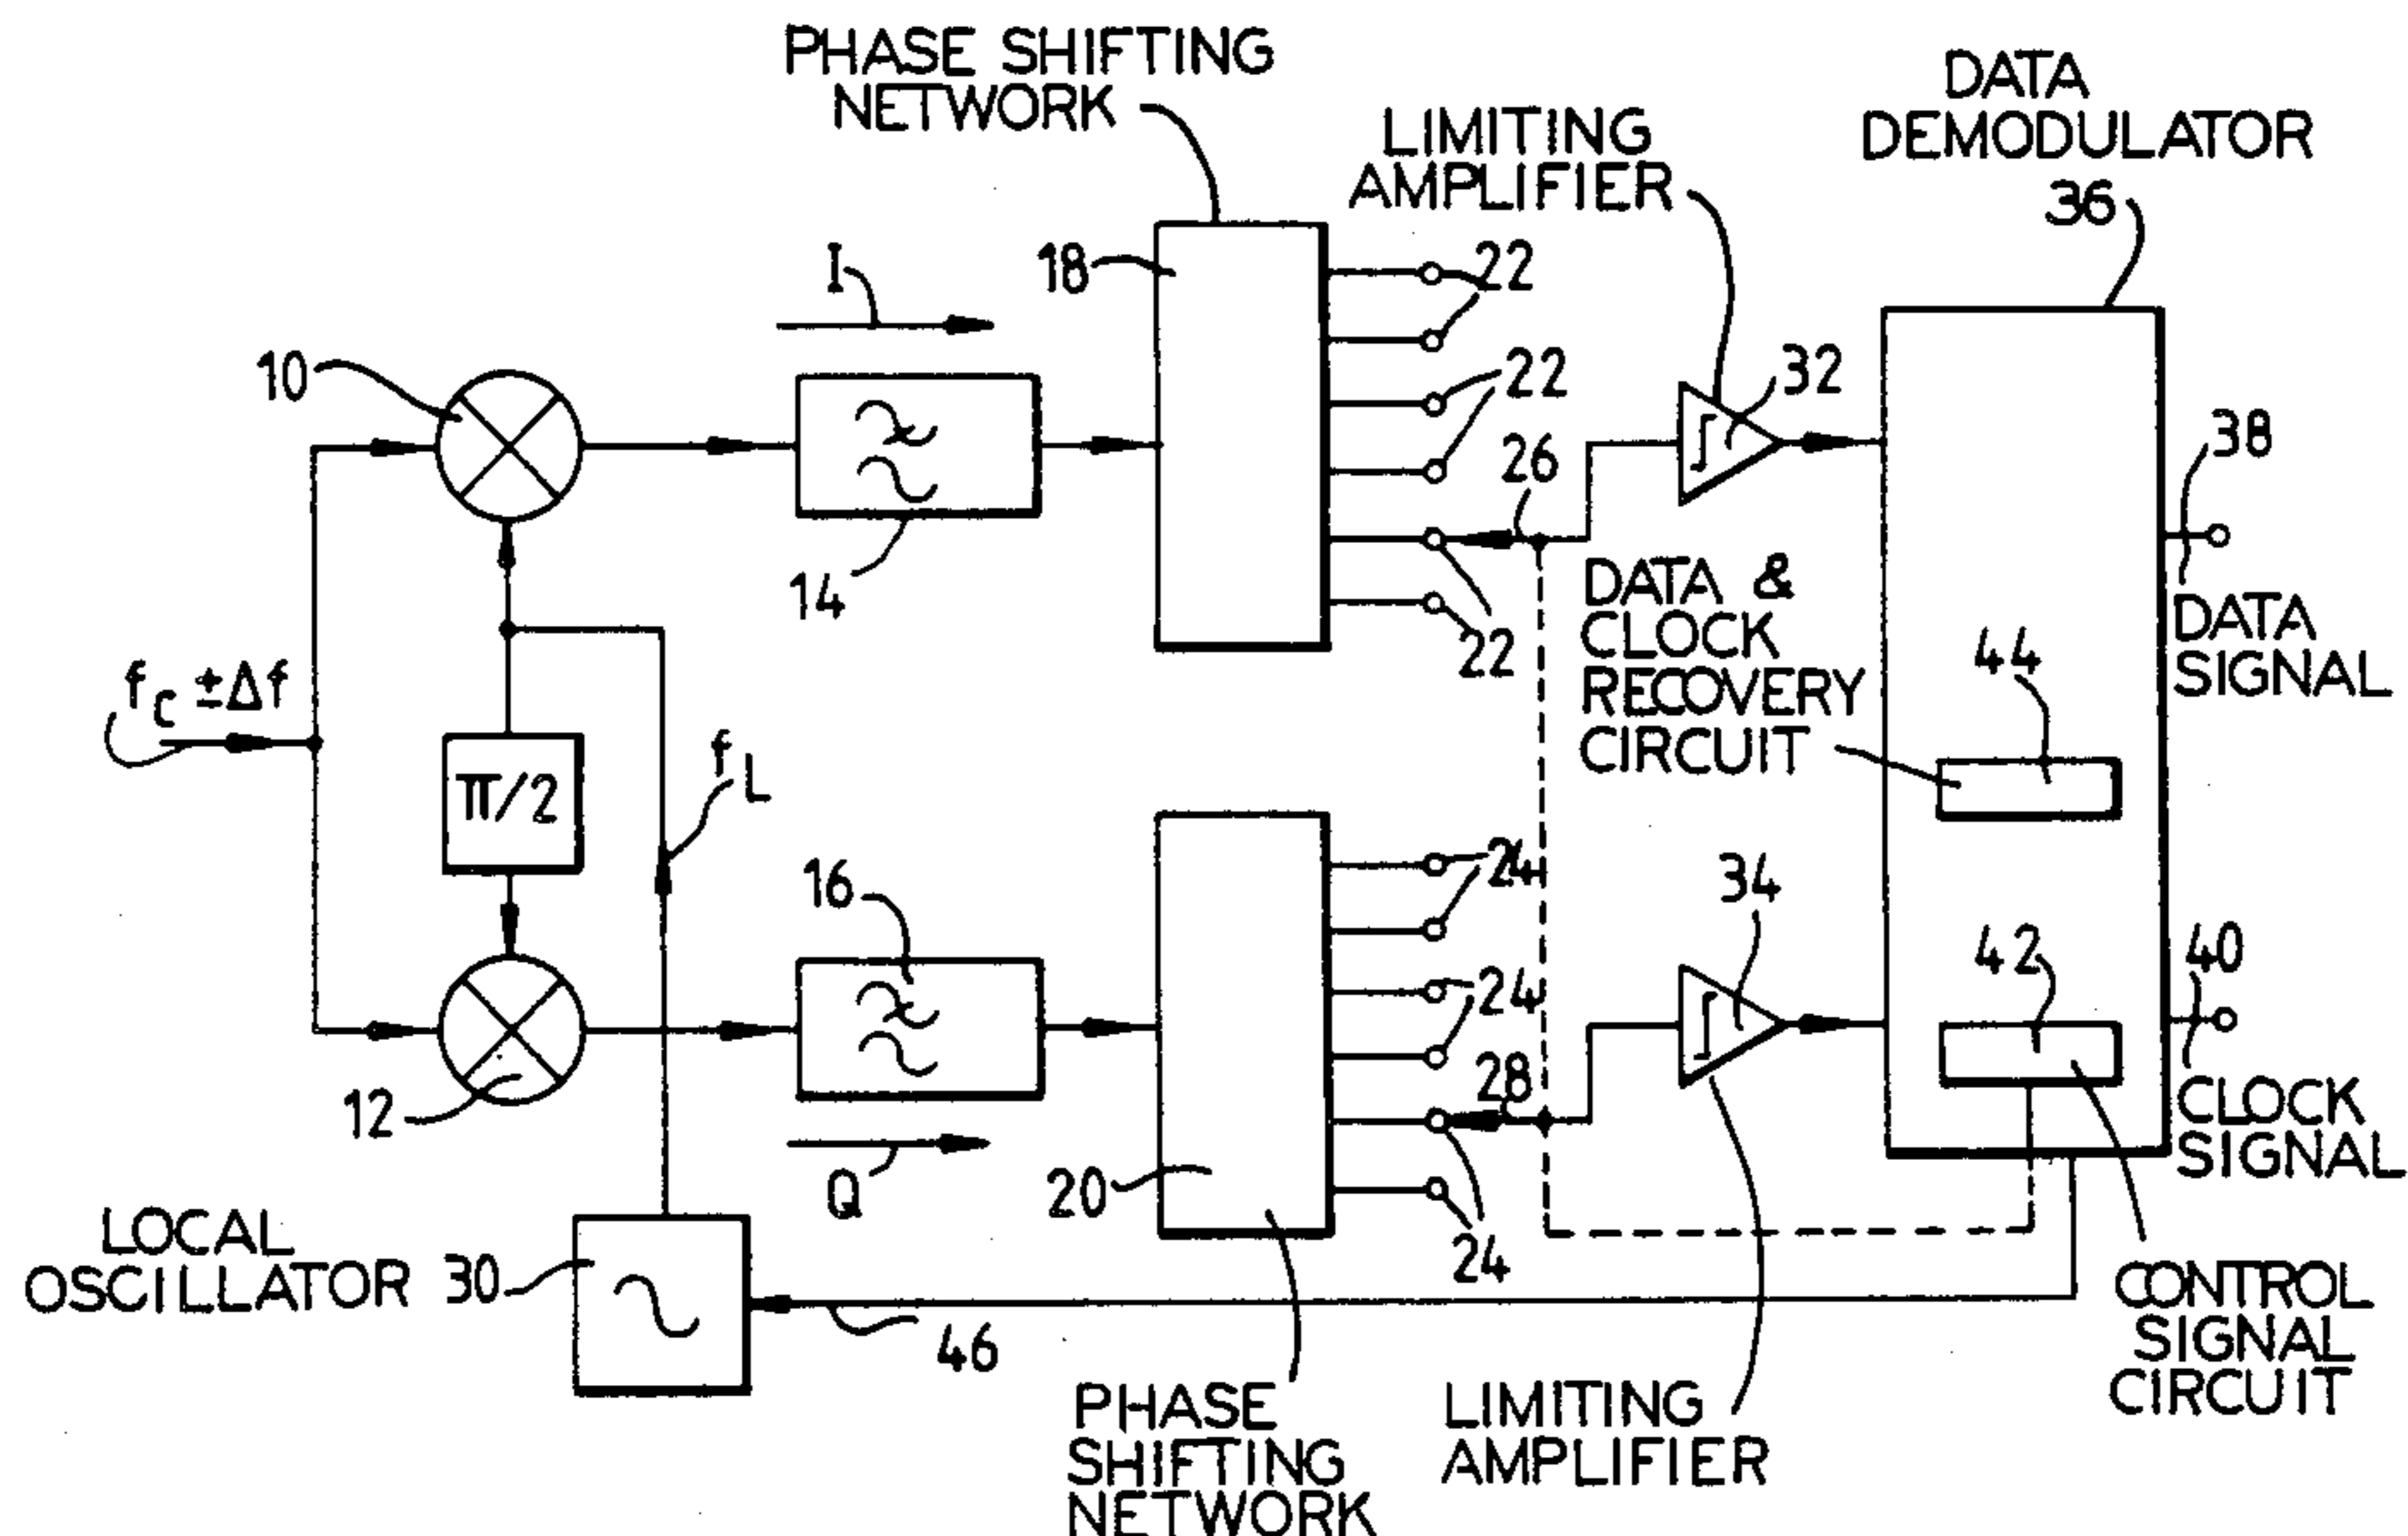 PHASE SHIFTING
NETWORK
LIMITING
AMPLIFIER
DATA
DEMODULATOR
36
I
18
22
10
22
32
38
26
14
22
DATA &
CLOCK
RECOVERY
CIRCUIT
44
DATA
SIGNAL
fC ±Δf
π/2
fL
16
24
34
24
42
40
28
12
Q
20
24
CLOCK
SIGNAL
LOCAL
OSCILLATOR
30
46
CONTROL
SIGNAL
CIRCUIT
PHASE
SHIFTING
NETWORK
LIMITING
AMPLIFIER